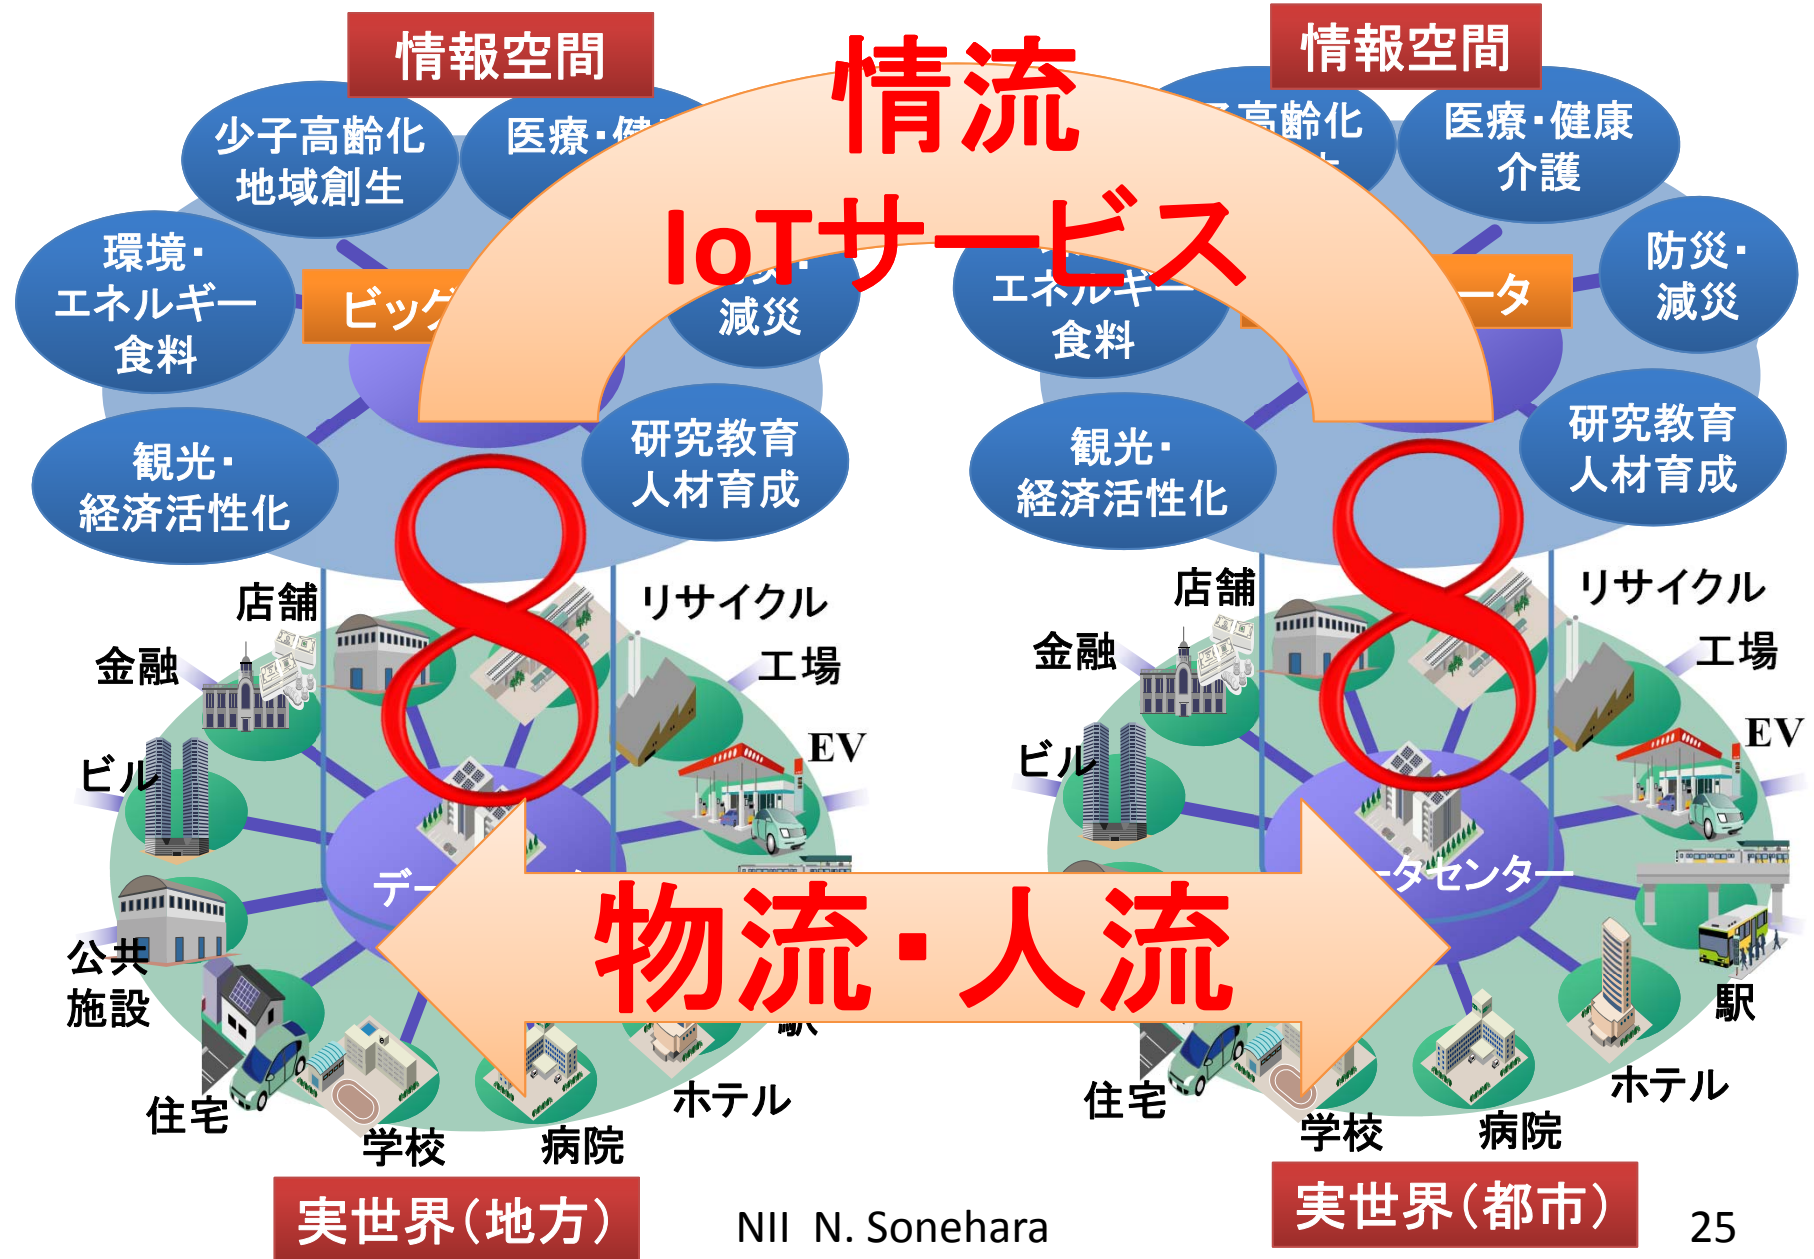 情報空間
情報空間
情流
IoTサービス
少子高齢化
地域創生
医療・健
環境・
エネルギー
食料
ビッグ
減災
観光・
経済活性化
研究教育
人材育成
高齢化
医療・健康
介護
エネルギー
食料
ータ
防災・
減災
観光・
経済活性化
研究教育
人材育成
8
8
店舗
リサイクル
金融
工場
ビル
EV
デー
公共
施設
駅
住宅
学校
病院
ホテル
店舗
リサイクル
金融
工場
ビル
EV
ータセンター
駅
住宅
学校
病院
ホテル
物流・人流
実世界（地方）
NII N. Sonehara
実世界（都市）
25